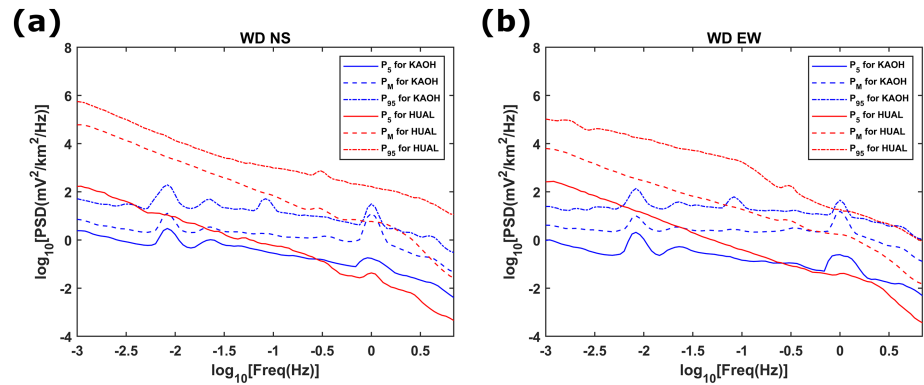 (a)
WD NS
log10[PSD(mV2/km2/Hz)]
8
6
4
2
0
-2
-4
P5 for KAOH
PM for KAOH
P95 for KAOH
P5 for HUAL
PM for HUAL
P95 for HUAL
-3 -2.5 -2 -1.5 -1 -0.5 0 0.5
log10[Freq(Hz)]
(b)
WD EW
log10[PSD(mV2/km2/Hz)]
8
6
4
2
0
-2
-4
P5 for KAOH
PM for KAOH
P95 for KAOH
P5 for HUAL
PM for HUAL
P95 for HUAL
-3 -2.5 -2 -1.5 -1 -0.5 0 0.5
log10[Freq(Hz)]